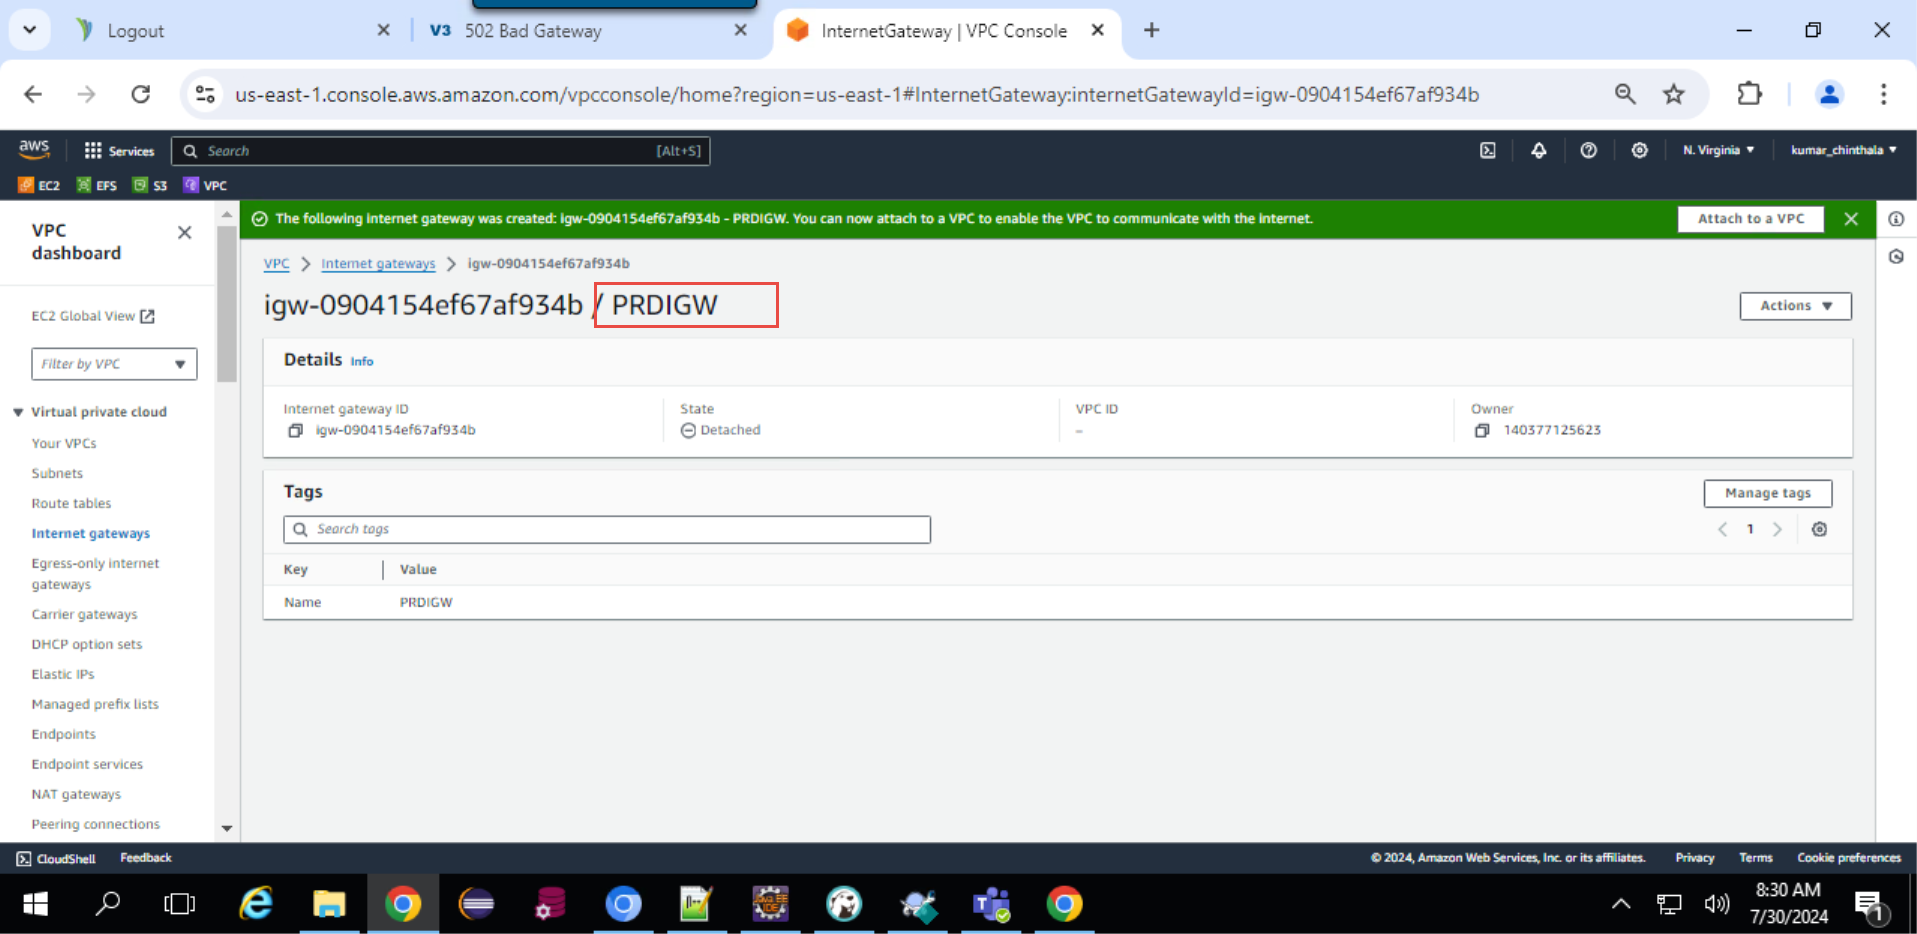 Logout
V3 502 Bad Gateway
InternetGateway | VPC Console
us-east-1.console.aws.amazon.com/vpcconsole/home?region=us-east-1#InternetGateway:internetGatewayId=igw-0904154ef67af934b
aws
Services
Search [Alt+S]
N. Virginia
kumar_chinthala
EC2 EFS S3 VPC
VPC dashboard
The following internet gateway was created: igw-0904154ef67af934b - PRDIGW. You can now attach to a VPC to enable the VPC to communicate with the internet.
Attach to a VPC
VPC > Internet gateways > igw-0904154ef67af934b
igw-0904154ef67af934b / PRDIGW
Actions
EC2 Global View
Filter by VPC
Virtual private cloud
Your VPCs
Subnets
Route tables
Internet gateways
Egress-only internet gateways
Carrier gateways
DHCP option sets
Elastic IPs
Managed prefix lists
Endpoints
Endpoint services
NAT gateways
Peering connections
Details Info
Internet gateway ID
igw-0904154ef67af934b
State
Detached
VPC ID
–
Owner
140377125623
Tags
Manage tags
Search tags
1
Key Value
Name PRDIGW
CloudShell Feedback
© 2024, Amazon Web Services, Inc. or its affiliates. Privacy Terms Cookie preferences
8:30 AM
7/30/2024
1